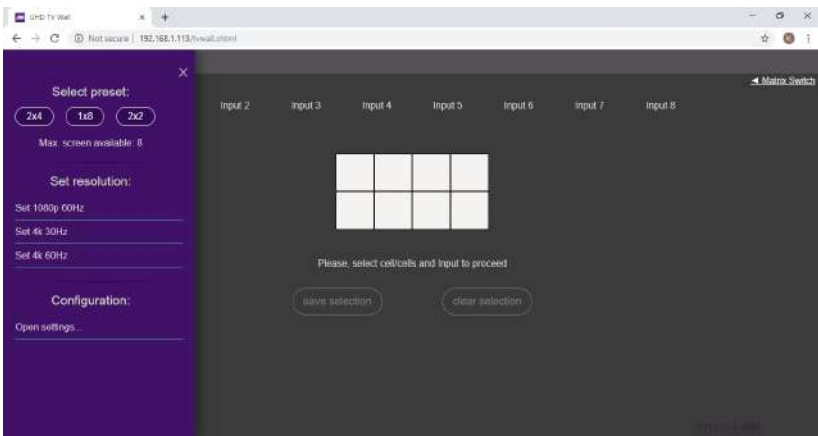 UHD TV Wall
Not secure | 192.168.1.113/tvwall.shtml
Matrix Switch
Select preset:
2x4 1x8 2x2
Max. screen available: 8
Set resolution:
Set 1080p 60Hz
Set 4k 30Hz
Set 4k 60Hz
Configuration:
Open settings...
Input 2 Input 3 Input 4 Input 5 Input 6 Input 7 Input 8
Please, select cell/cells and Input to proceed
save selection clear selection